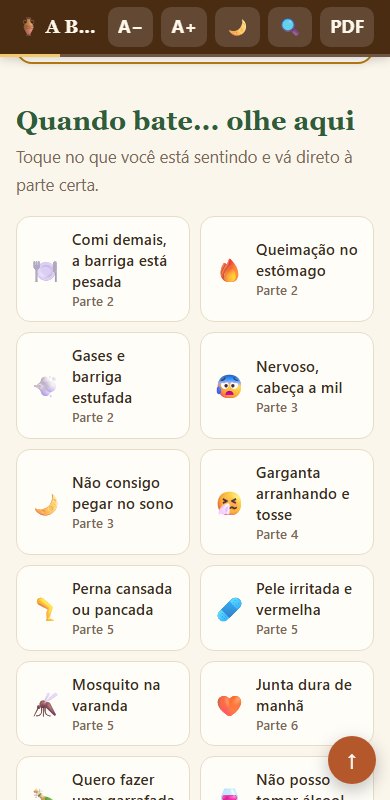 A B...
A−
A+
PDF
Quando bate... olhe aqui
Toque no que você está sentindo e vá direto à
parte certa.
Comi demais,
a barriga está
pesada
Parte 2
Queimação no
estômago
Parte 2
Gases e
barriga
estufada
Parte 2
Nervoso,
cabeça a mil
Parte 3
Não consigo
pegar no sono
Parte 3
Garganta
arranhando e
tosse
Parte 4
Perna cansada
ou pancada
Parte 5
Pele irritada e
vermelha
Parte 5
Mosquito na
varanda
Parte 5
Junta dura de
manhã
Parte 6
Quero fazer
uma garrafada
Não posso
tomar álcool
↑